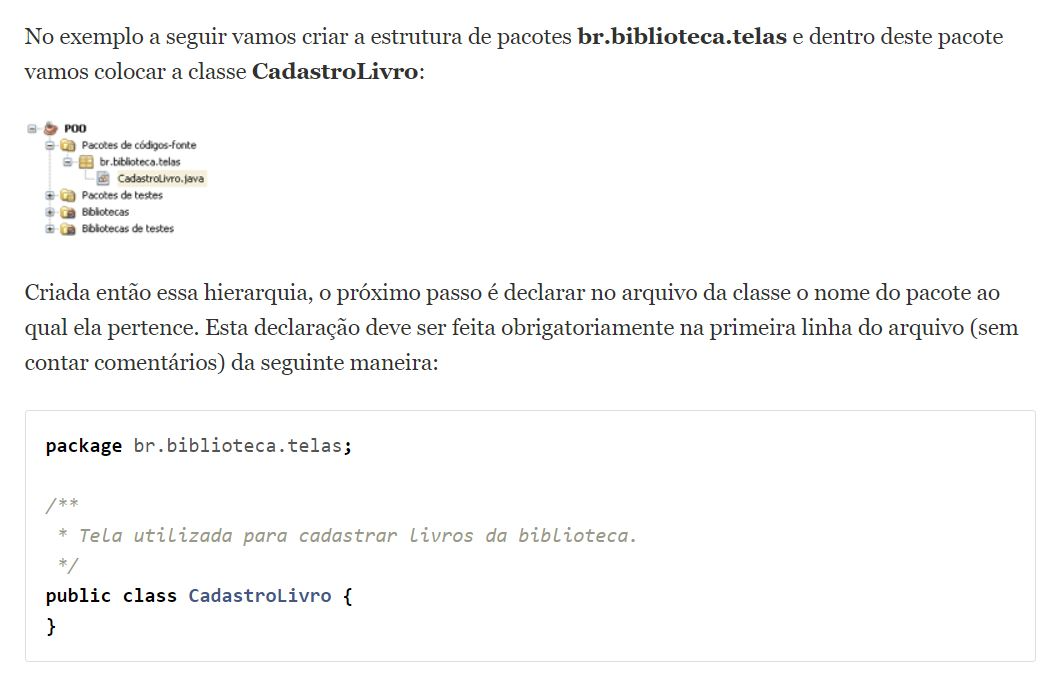 No exemplo a seguir vamos criar a estrutura de pacotes br.biblioteca.telas e dentro deste pacote
vamos colocar a classe CadastroLivro:
POO
Pacotes de códigos-fonte
br.biblioteca.telas
CadastroLivro.java
Pacotes de testes
Bibliotecas
Bibliotecas de testes
Criada então essa hierarquia, o próximo passo é declarar no arquivo da classe o nome do pacote ao
qual ela pertence. Esta declaração deve ser feita obrigatoriamente na primeira linha do arquivo (sem
contar comentários) da seguinte maneira:
package br.biblioteca.telas;
/**
* Tela utilizada para cadastrar livros da biblioteca.
*/
public class CadastroLivro {
}